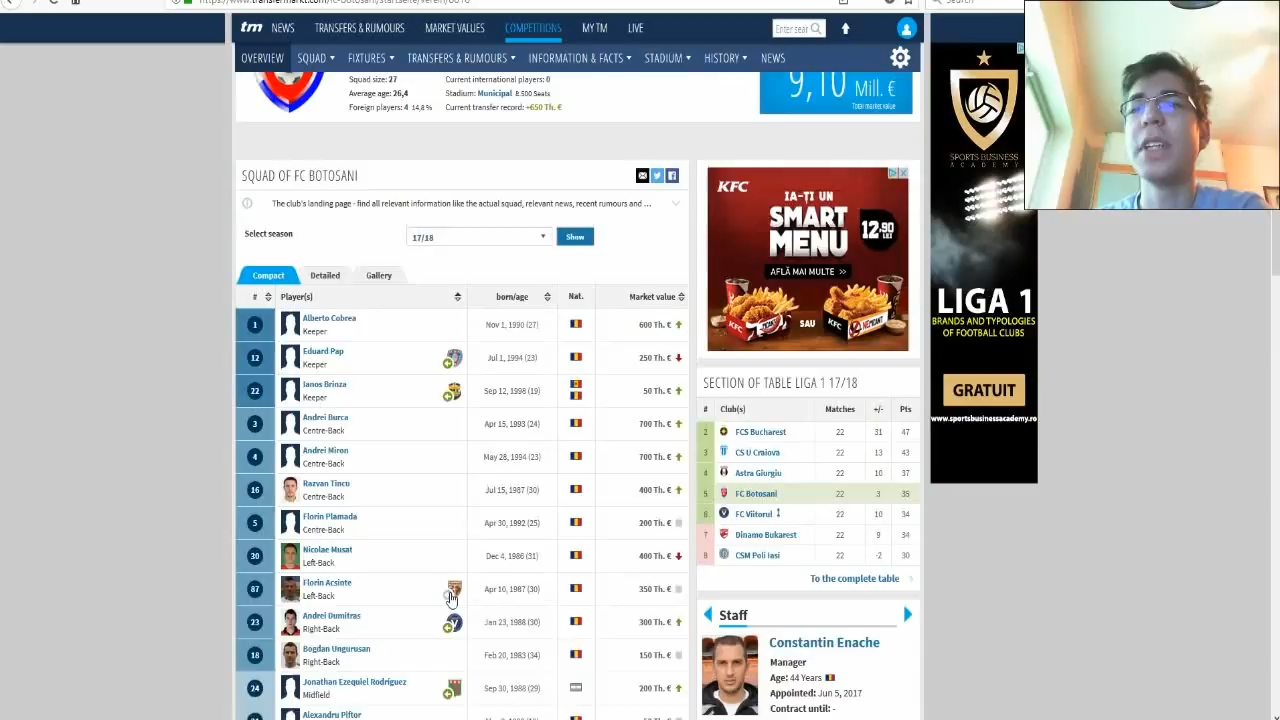 tm NEWS TRANSFERS & RUMOURS MARKET VALUES COMPETITIONS MY TM LIVE Enter sear
OVERVIEW SQUAD FIXTURES TRANSFERS & RUMOURS INFORMATION & FACTS STADIUM HISTORY NEWS
Squad size: 27
Average age: 26,4
Foreign players: 4 14,8 %
Current international players: 0
Stadium: Municipal 8.500 Seats
Current transfer record: +650 Th. €
9,10 Mill. €
Total market value
SQUAD OF FC BOTOSANI
The club's landing page - find all relevant information like the actual squad, relevant news, recent rumours and ...
Select season
17/18
Show
Compact Detailed Gallery
# Player(s) born/age Nat. Market value
1 Alberto Cobrea Nov 1, 1990 (27) 600 Th. €
Keeper
12 Eduard Pap Jul 1, 1994 (23) 250 Th. €
Keeper
22 Ianos Brinza Sep 12, 1998 (19) 50 Th. €
Keeper
3 Andrei Burca Apr 15, 1993 (24) 700 Th. €
Centre-Back
4 Andrei Miron May 28, 1994 (23) 700 Th. €
Centre-Back
16 Razvan Tincu Jul 15, 1987 (30) 400 Th. €
Centre-Back
5 Florin Plamada Apr 30, 1992 (25) 200 Th. €
Centre-Back
30 Nicolae Musat Dec 4, 1986 (31) 400 Th. €
Left-Back
87 Florin Acsinte Apr 10, 1987 (30) 350 Th. €
Left-Back
23 Andrei Dumitras Jan 23, 1988 (30) 300 Th. €
Right-Back
18 Bogdan Ungurusan Feb 20, 1983 (34) 150 Th. €
Right-Back
24 Jonathan Ezequiel Rodríguez Sep 30, 1988 (29) 200 Th. €
Midfield
Alexandru Piftor
KFC
IA-ȚI UN
SMART
MENU
12,90
LEI
AFLĂ MAI MULTE >>
SAU
SECTION OF TABLE LIGA 1 17/18
# Club(s) Matches +/- Pts
2 FCS Bucharest 22 31 47
3 CS U Craiova 22 13 43
4 Astra Giurgiu 22 10 37
5 FC Botosani 22 3 35
6 FC Viitorul 22 10 34
7 Dinamo Bukarest 22 9 34
8 CSM Poli Iasi 22 -2 30
To the complete table
Staff
Constantin Enache
Manager
Age: 44 Years
Appointed: Jun 5, 2017
Contract until: -
SPORTS BUSINESS
ACADEMY
LIGA 1
BRANDS AND TYPOLOGIES
OF FOOTBALL CLUBS
GRATUIT
www.sportsbusinessacademy.ro